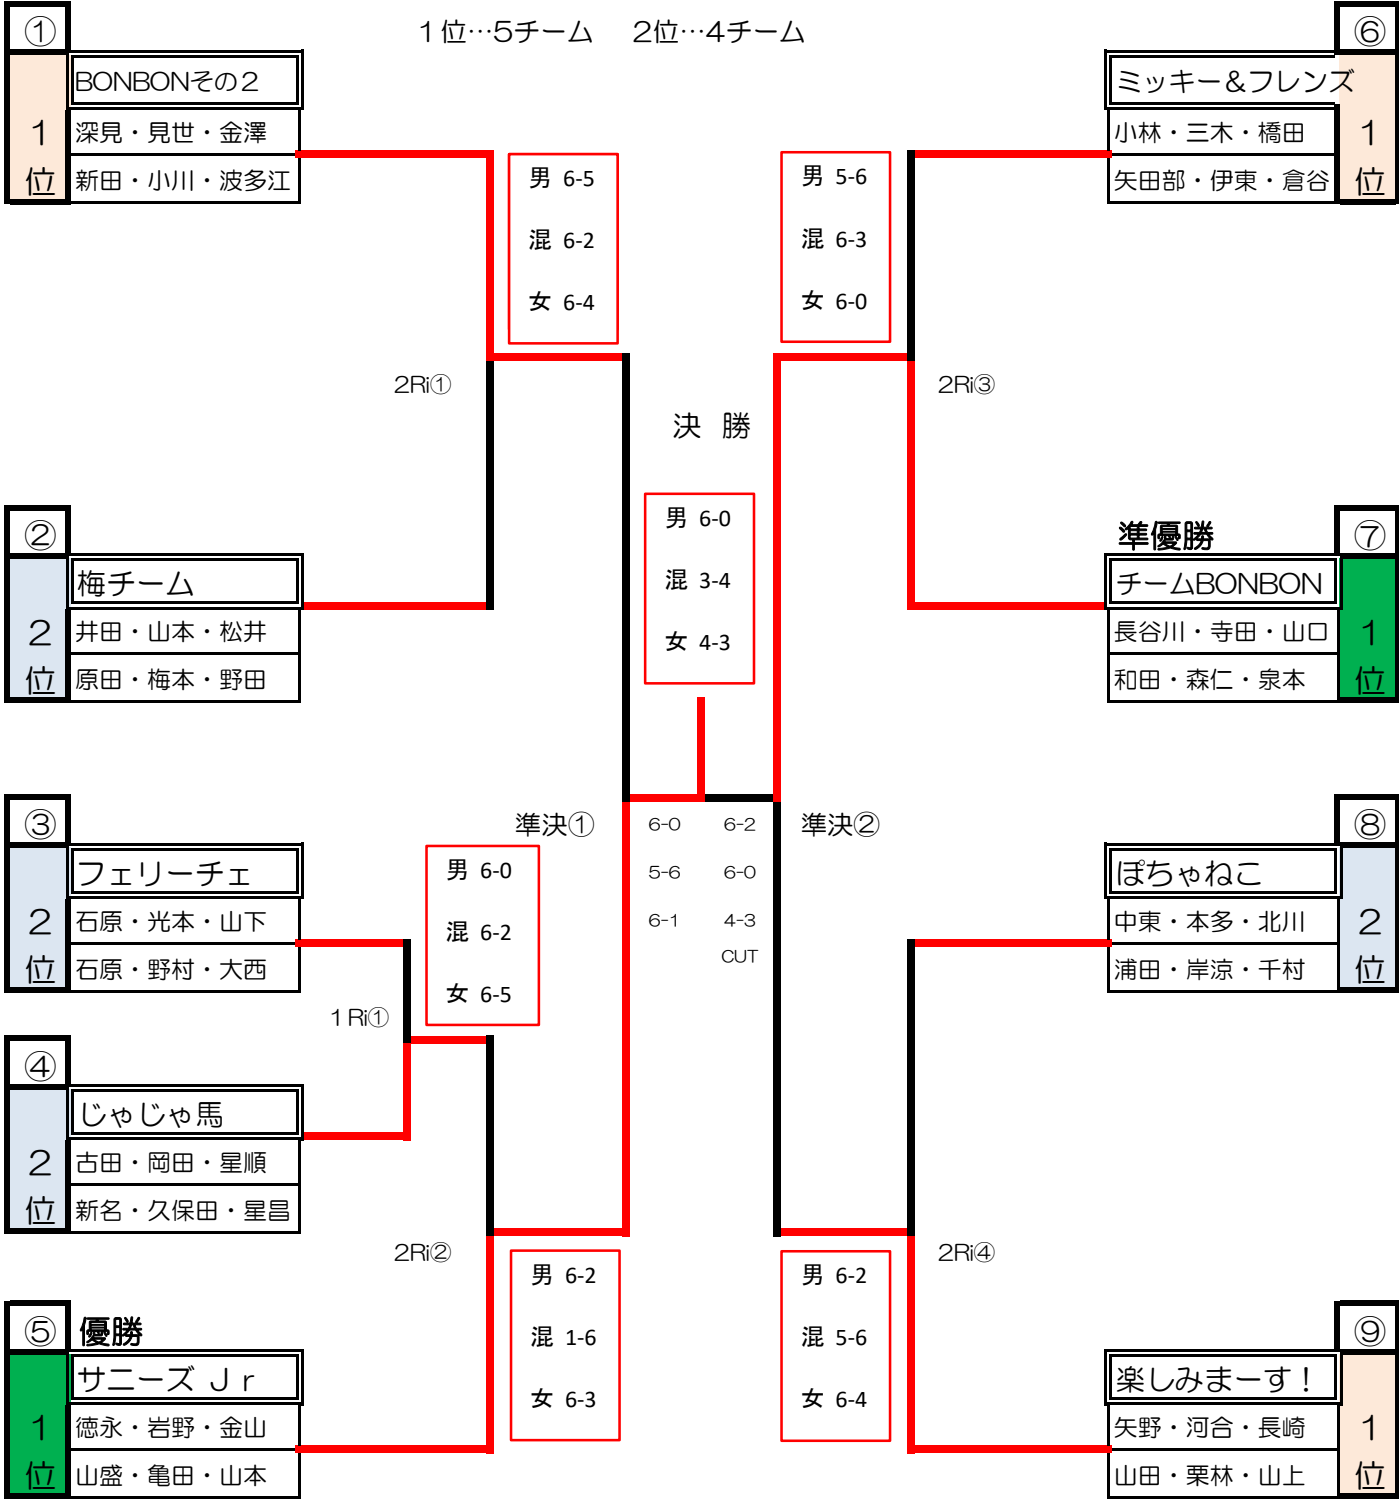 1位…5チーム　2位…4チーム
①
BONBONその2
1位
深見・見世・金澤
新田・小川・波多江
⑥
ミッキー＆フレンズ
1位
小林・三木・橋田
矢田部・伊東・倉谷
男 6-5
混 6-2
女 6-4
男 5-6
混 6-3
女 6-0
2Ri①
2Ri③
決 勝
男 6-0
混 3-4
女 4-3
②
梅チーム
2位
井田・山本・松井
原田・梅本・野田
準優勝
⑦
チームBONBON
1位
長谷川・寺田・山口
和田・森仁・泉本
③
フェリーチェ
2位
石原・光本・山下
石原・野村・大西
準決①
6-0 6-2
5-6 6-0
6-1 4-3
CUT
準決②
⑧
ぽちゃねこ
2位
中東・本多・北川
浦田・岸涼・千村
男 6-0
混 6-2
女 6-5
1Ri①
④
じゃじゃ馬
2位
古田・岡田・星順
新名・久保田・星昌
2Ri②
2Ri④
男 6-2
混 1-6
女 6-3
男 6-2
混 5-6
女 6-4
⑤
優勝
サニーズ Jr
1位
徳永・岩野・金山
山盛・亀田・山本
⑨
楽しみまーす！
1位
矢野・河合・長崎
山田・栗林・山上